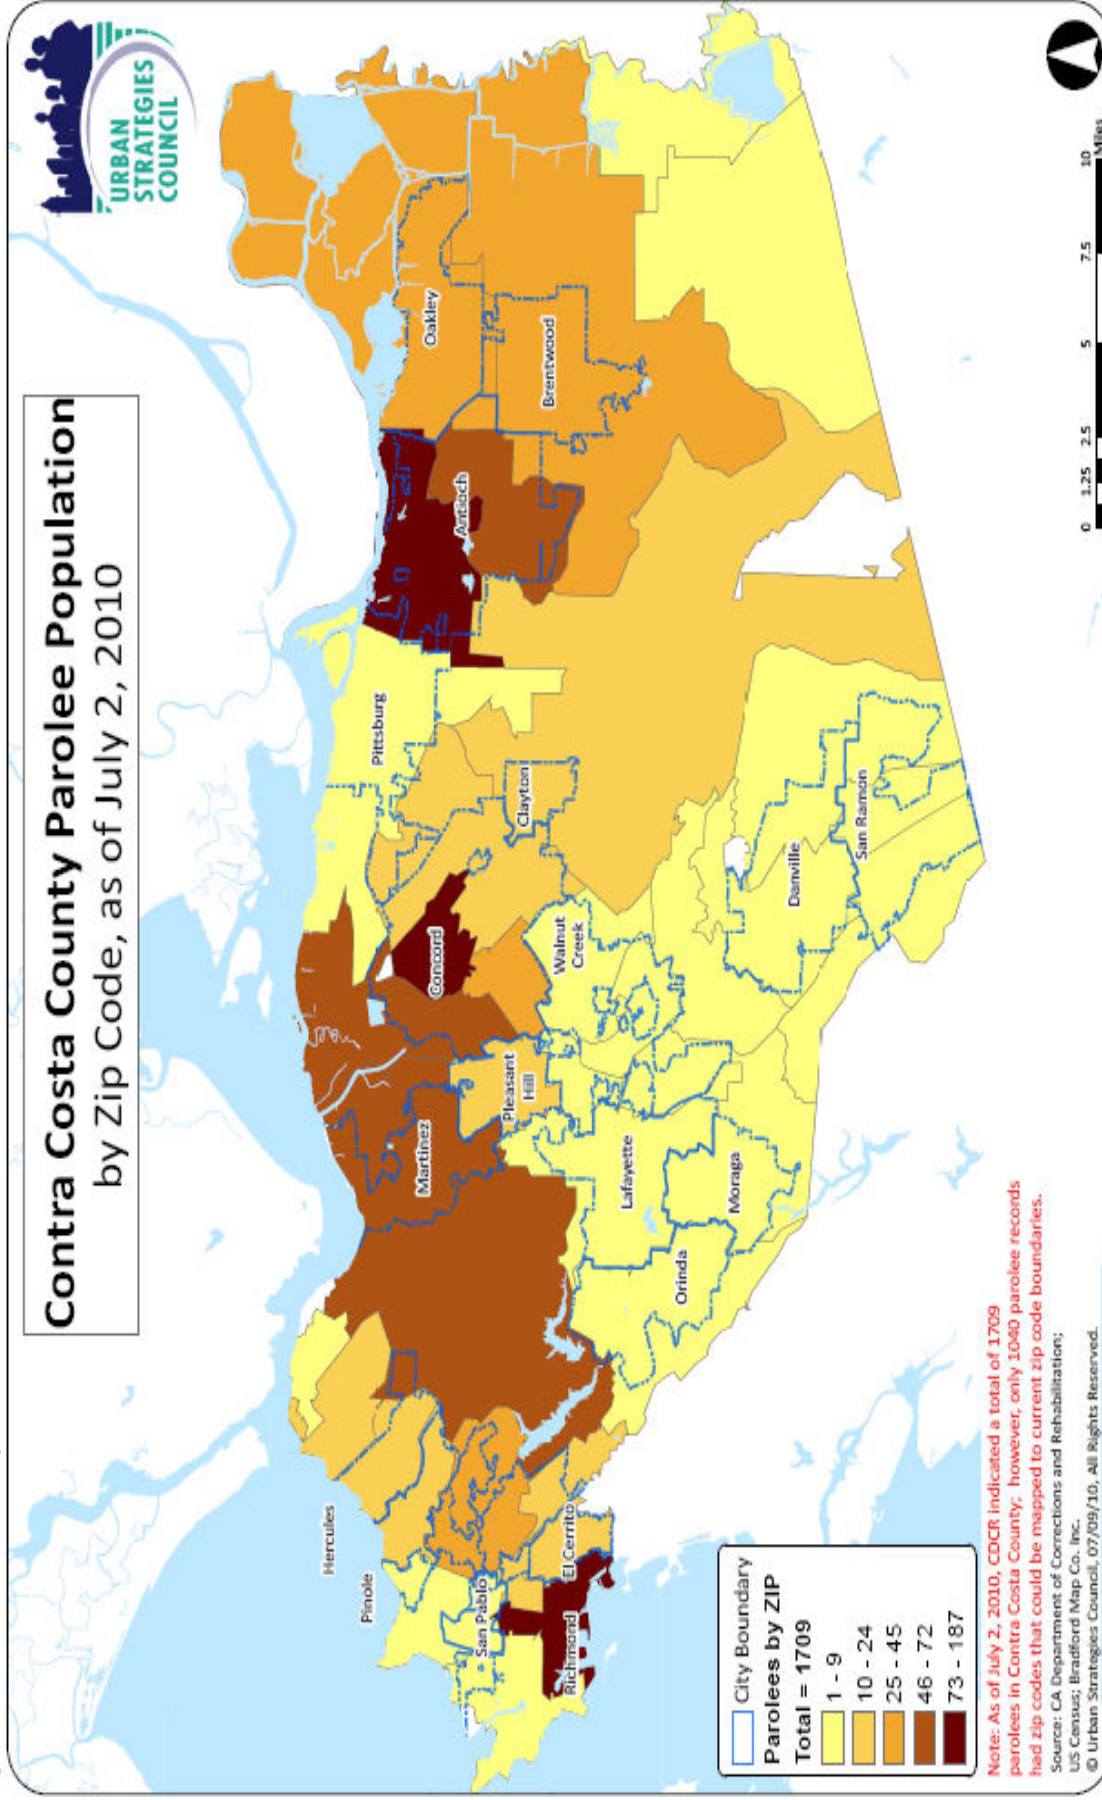 Contra Costa County Parolee Population
by Zip Code, as of July 2, 2010
URBAN
STRATEGIES
COUNCIL
Hercules
Pinole
San Pablo
Richmond
El Cerrito
Martinez
Pleasant
Hill
Concord
Clayton
Pittsburg
Antioch
Oakley
Brentwood
Walnut
Creek
Lafayette
Orinda
Moraga
Danville
San Ramon
City Boundary
Parolees by ZIP
Total = 1709
1 - 9
10 - 24
25 - 45
46 - 72
73 - 187
Note: As of July 2, 2010, CDCR indicated a total of 1709
parolees in Contra Costa County; however, only 1040 parolee records
had zip codes that could be mapped to current zip code boundaries.
Source: CA Department of Corrections and Rehabilitation;
US Census; Bradford Map Co. Inc.
© Urban Strategies Council, 07/09/10, All Rights Reserved.
0 1.25 2.5 5 7.5 10
Miles